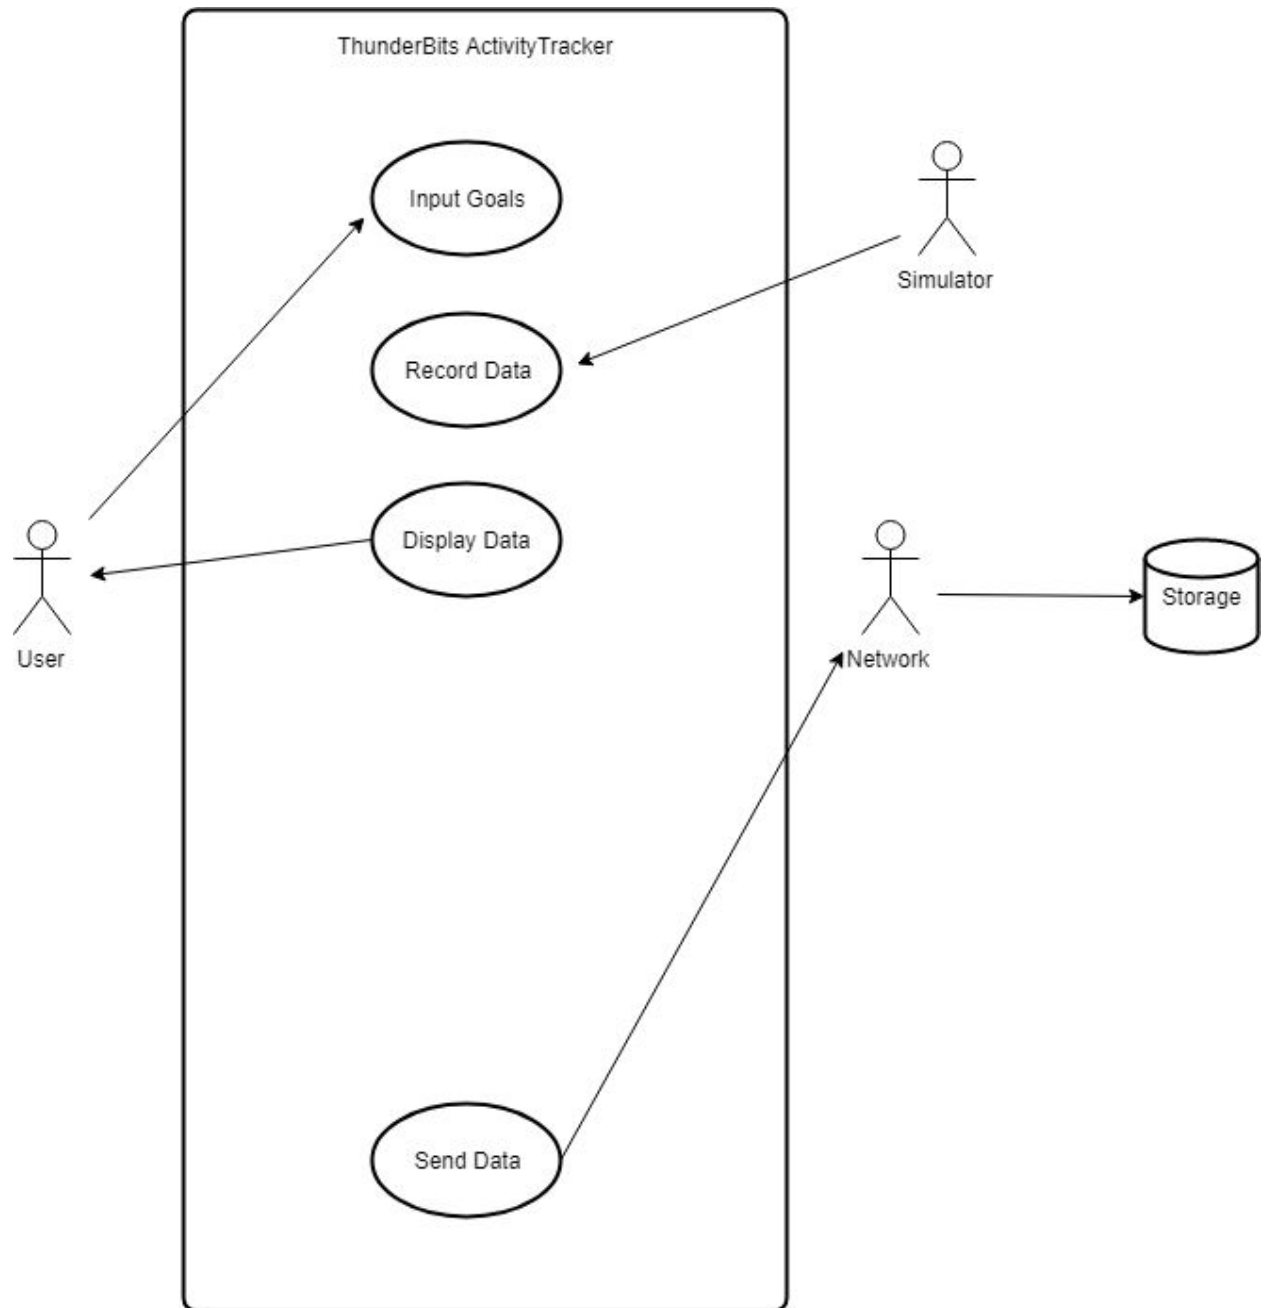 ThunderBits ActivityTracker
Input Goals
Simulator
Record Data
Display Data
User
Network
Storage
Send Data